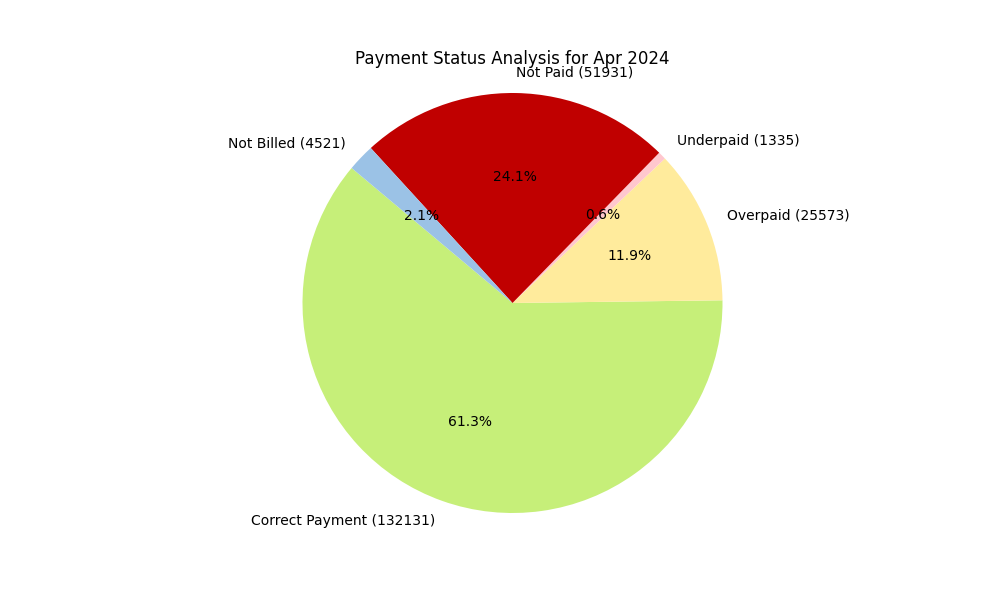 Payment Status Analysis for Apr 2024
Not Paid (51931)
Underpaid (1335)
Not Billed (4521)
24.1%
0.6%
2.1%
Overpaid (25573)
11.9%
61.3%
Correct Payment (132131)